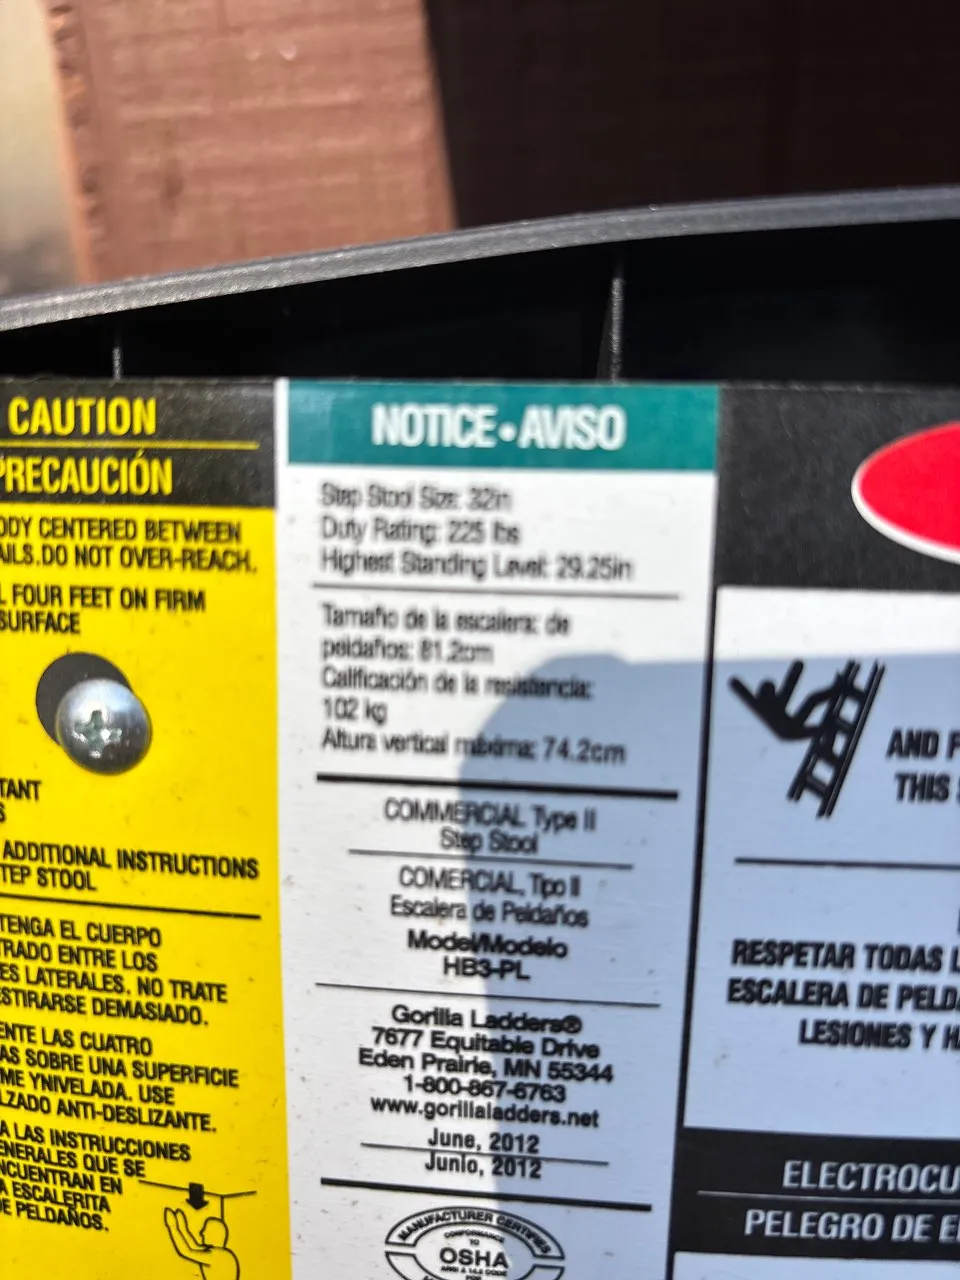 CAUTION
PRECAUCIÓN
ODY CENTERED BETWEEN
AILS.DO NOT OVER-REACH.
L FOUR FEET ON FIRM
SURFACE
TANT
S
ADDITIONAL INSTRUCTIONS
TEP STOOL
TENGA EL CUERPO
TRADO ENTRE LOS
ES LATERALES. NO TRATE
ESTIRARSE DEMASIADO.
ENTE LAS CUATRO
AS SOBRE UNA SUPERFICIE
ME YNIVELADA. USE
LZADO ANTI-DESLIZANTE.
A LAS INSTRUCCIONES
ENERALES QUE SE
NCUENTRAN EN
A ESCALERITA
DE PELDAÑOS.
NOTICE•AVISO
Step Stool Size: 32in
Duty Rating: 225 lbs
Highest Standing Level: 29.25in
Tamaño de la escalera: de
peldaños: 81.2cm
Calificación de la resistencia:
102 kg
Altura vertical máxima: 74.2cm
COMMERCIAL Type II
Step Stool
COMERCIAL, Tipo II
Escalera de Peldaños
Model/Modelo
HB3-PL
Gorilla Ladders®
7677 Equitable Drive
Eden Prairie, MN 55344
1-800-867-6763
www.gorillaladders.net
June, 2012
Junio, 2012
MANUFACTURER CERTIFIES
CONFORMANCE
TO
OSHA
AND F
THIS
RESPETAR TODAS L
ESCALERA DE PELDA
LESIONES Y
ELECTROCU
PELEGRO DE E